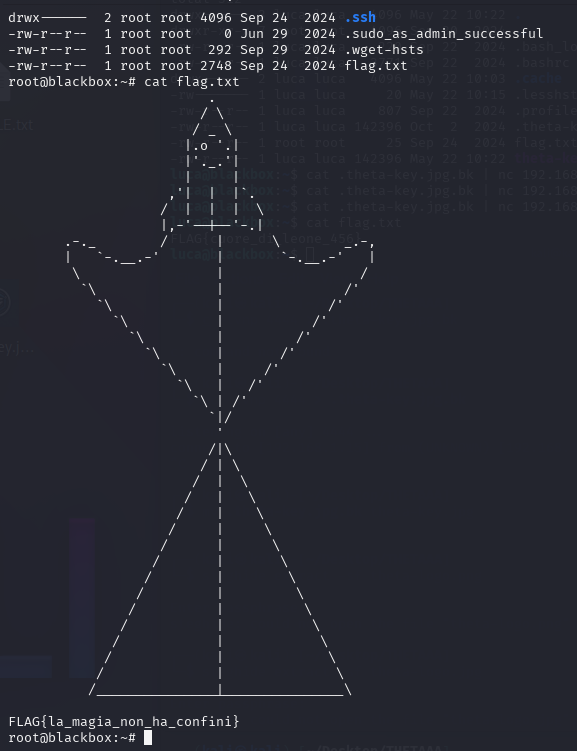 drwx------ 2 root root 4096 Sep 24 2024 .ssh
-rw-r--r-- 1 root root 0 Jun 29 2024 .sudo_as_admin_successful
-rw-r--r-- 1 root root 292 Sep 29 2024 .wget-hsts
-rw-r--r-- 1 root root 2748 Sep 24 2024 flag.txt
root@blackbox:~# cat flag.txt
FLAG{la_magia_non_ha_confini}
root@blackbox:~#